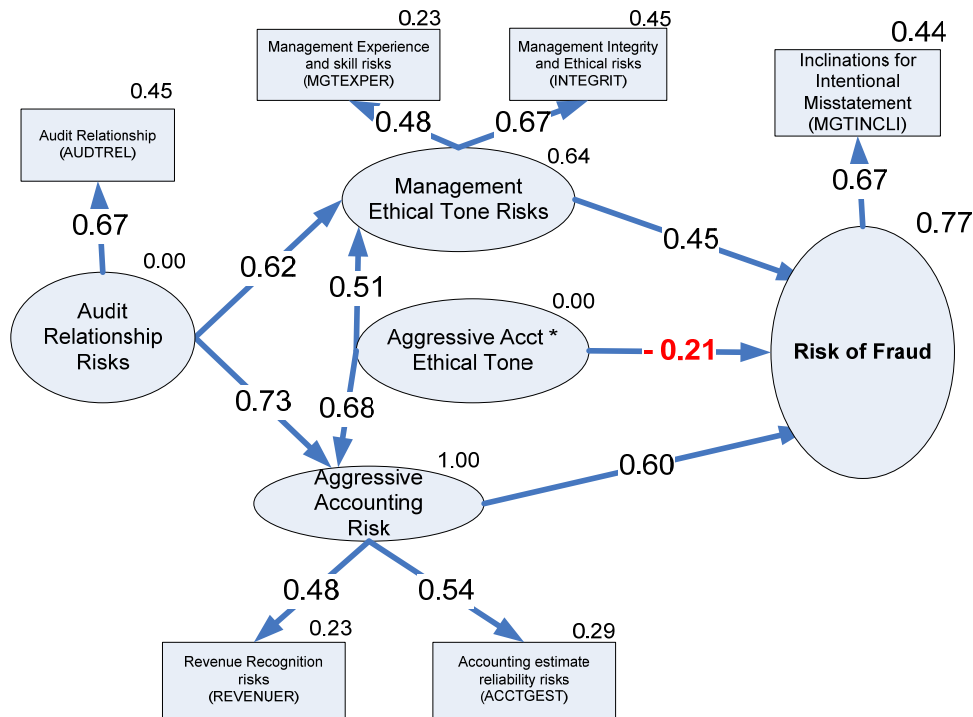 0.23
0.45
0.44
Management Experience
and skill risks
(MGTEXPER)
Management Integrity
and Ethical risks
(INTEGRIT)
Inclinations for
Intentional
Misstatement
(MGTINCLI)
0.45
Audit Relationship
(AUDTREL)
0.48
0.67
0.64
0.67
0.67
Management
Ethical Tone Risks
0.77
0.00
0.62
0.45
Audit
Relationship
Risks
0.51
0.00
Aggressive Acct *
Ethical Tone
- 0.21
Risk of Fraud
0.73
0.68
1.00
Aggressive
Accounting
Risk
0.60
0.48
0.54
0.23
0.29
Revenue Recognition
risks
(REVENUER)
Accounting estimate
reliability risks
(ACCTGEST)